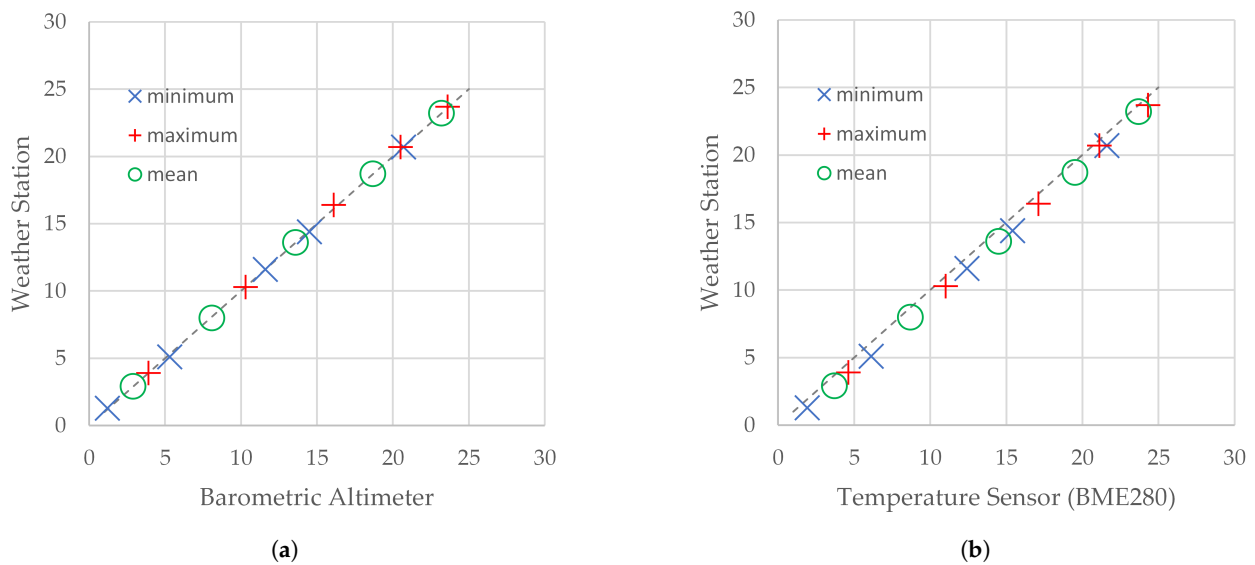 30
25
20
15
10
5
0
Weather Station
minimum
maximum
mean
0 5 10 15 20 25 30
Barometric Altimeter
(a)
30
25
20
15
10
5
0
Weather Station
minimum
maximum
mean
0 5 10 15 20 25 30
Temperature Sensor (BME280)
(b)